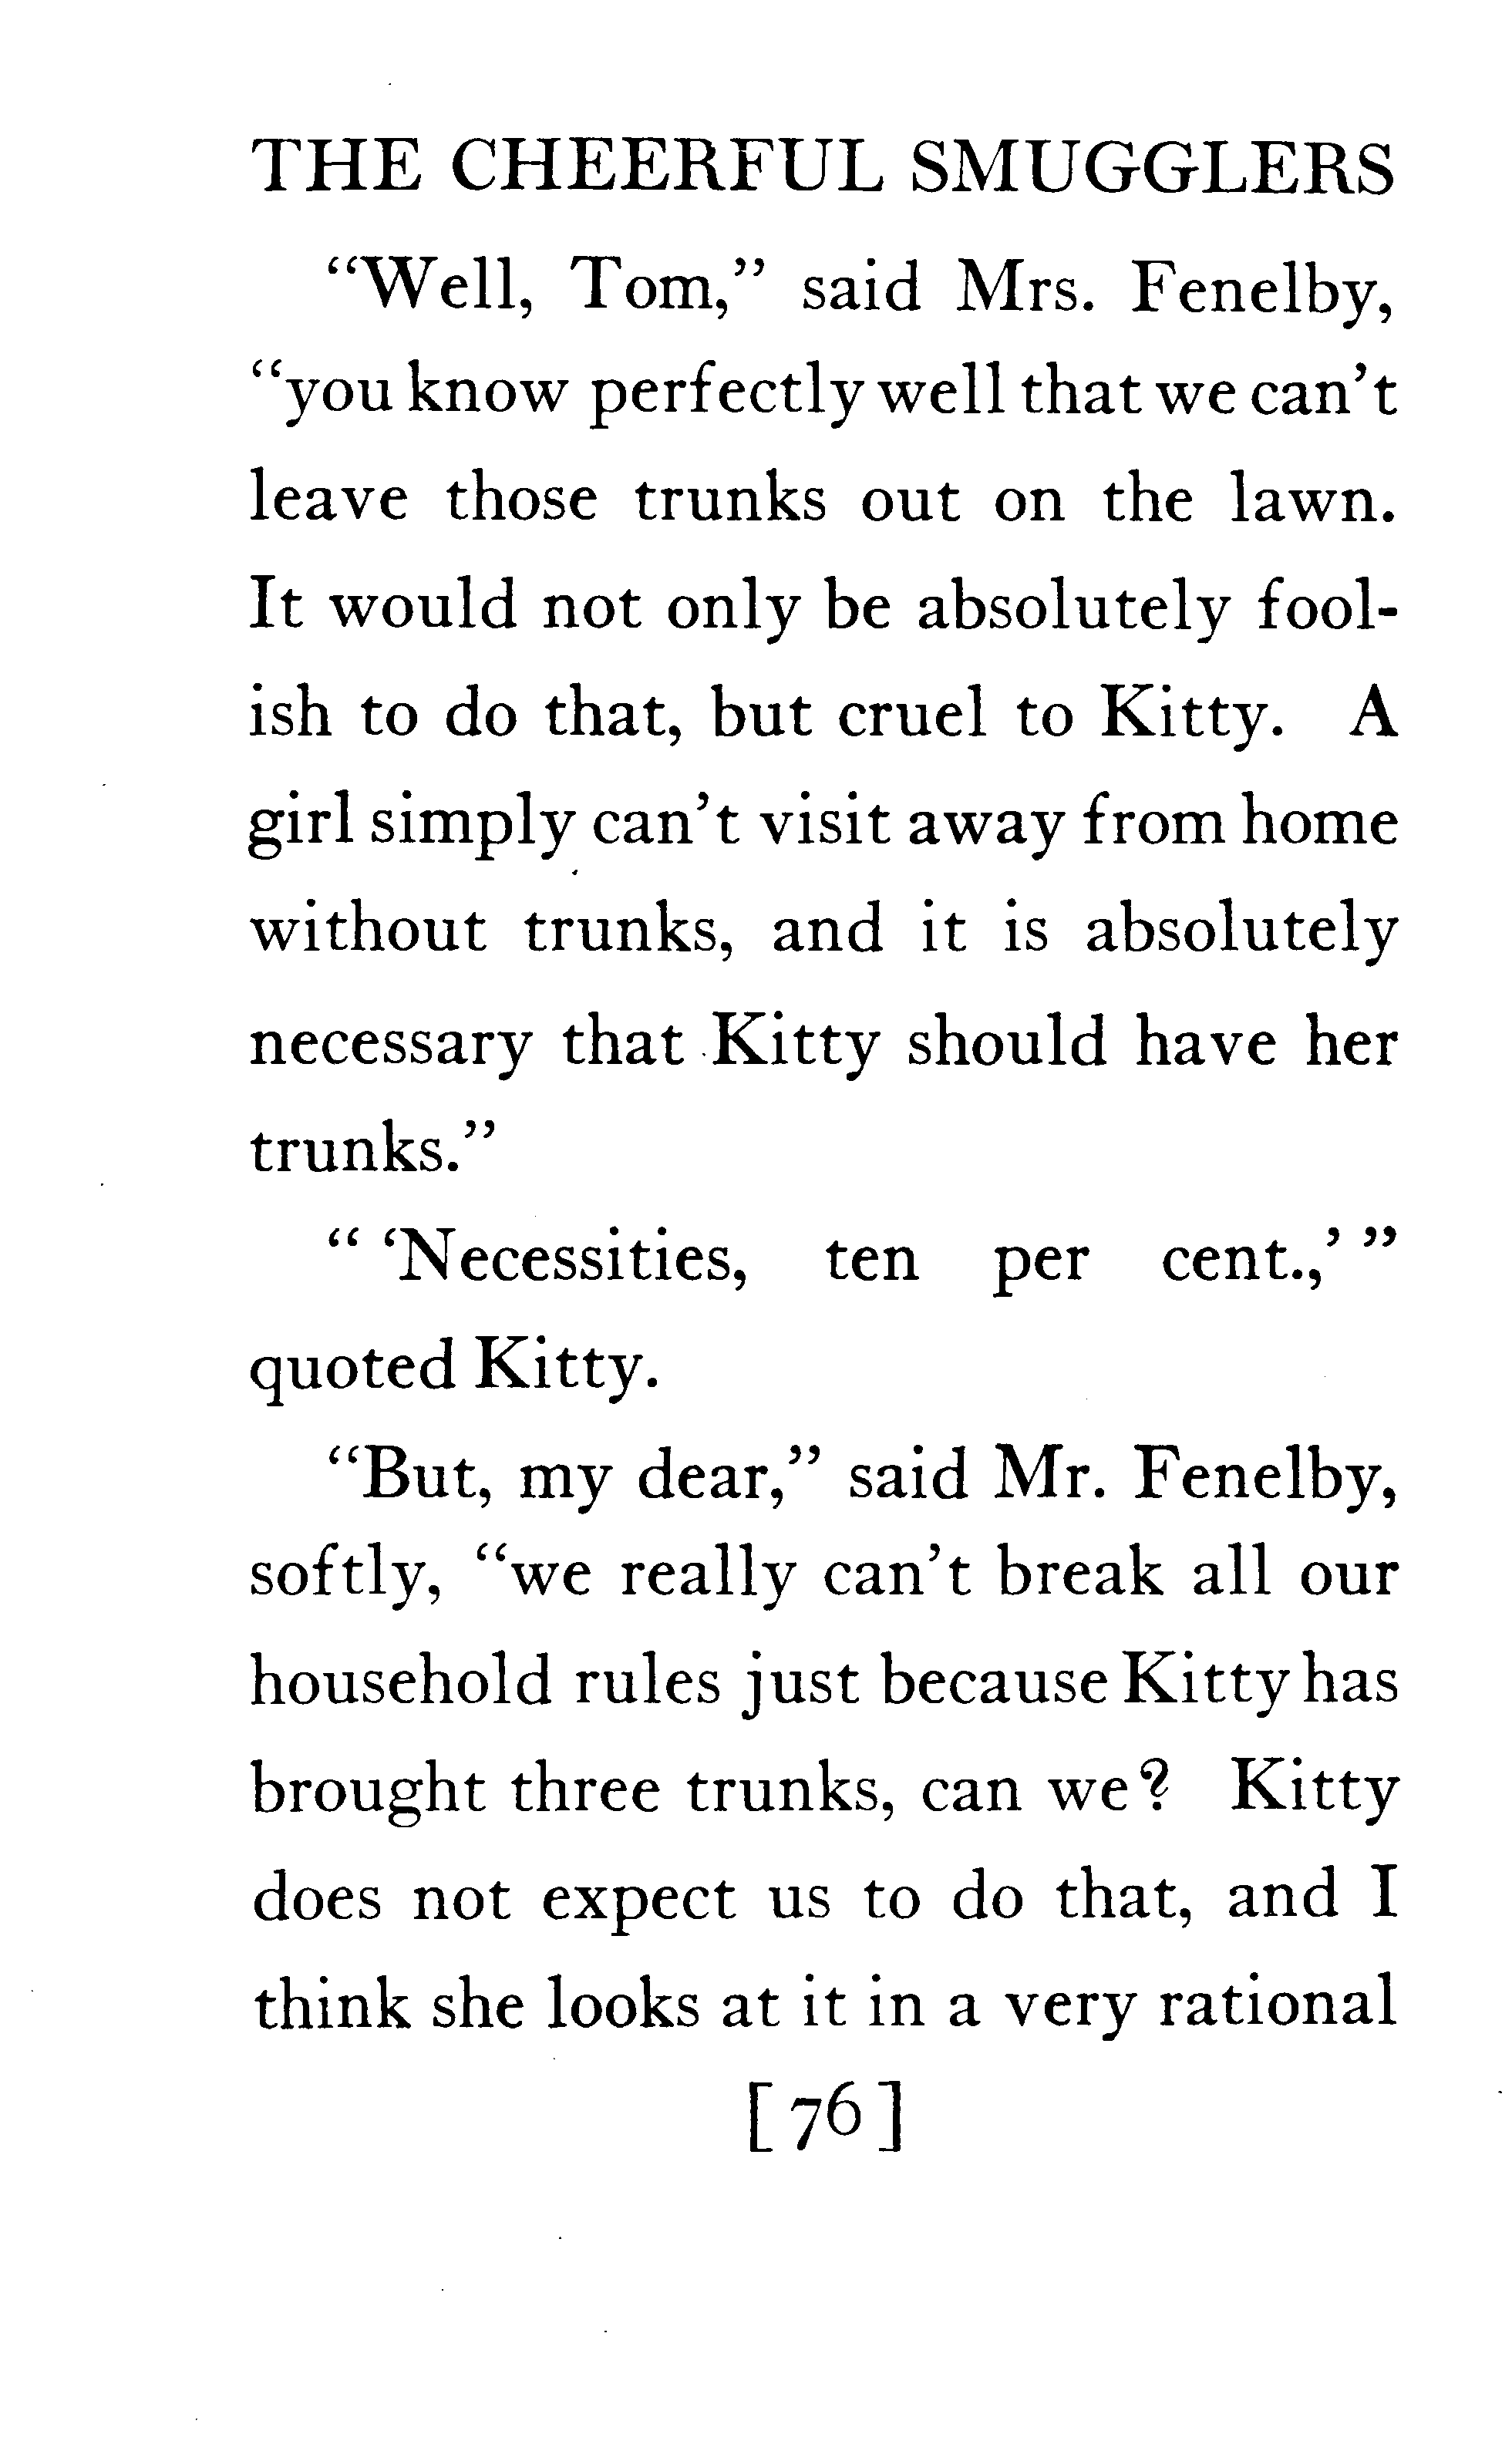 THE CHEERFUL SMUGGLERS
“Well, Tom,” said Mrs. Fenelby,
“you know perfectly well that we can’t
leave those trunks out on the lawn.
It would not only be absolutely fool-
ish to do that, but cruel to Kitty. A
girl simply can’t visit away from home
without trunks, and it is absolutely
necessary that Kitty should have her
trunks.”
“ ‘Necessities, ten per cent.,’ ”
quoted Kitty.
“But, my dear,” said Mr. Fenelby,
softly, “we really can’t break all our
household rules just because Kitty has
brought three trunks, can we? Kitty
does not expect us to do that, and I
think she looks at it in a very rational
[76]